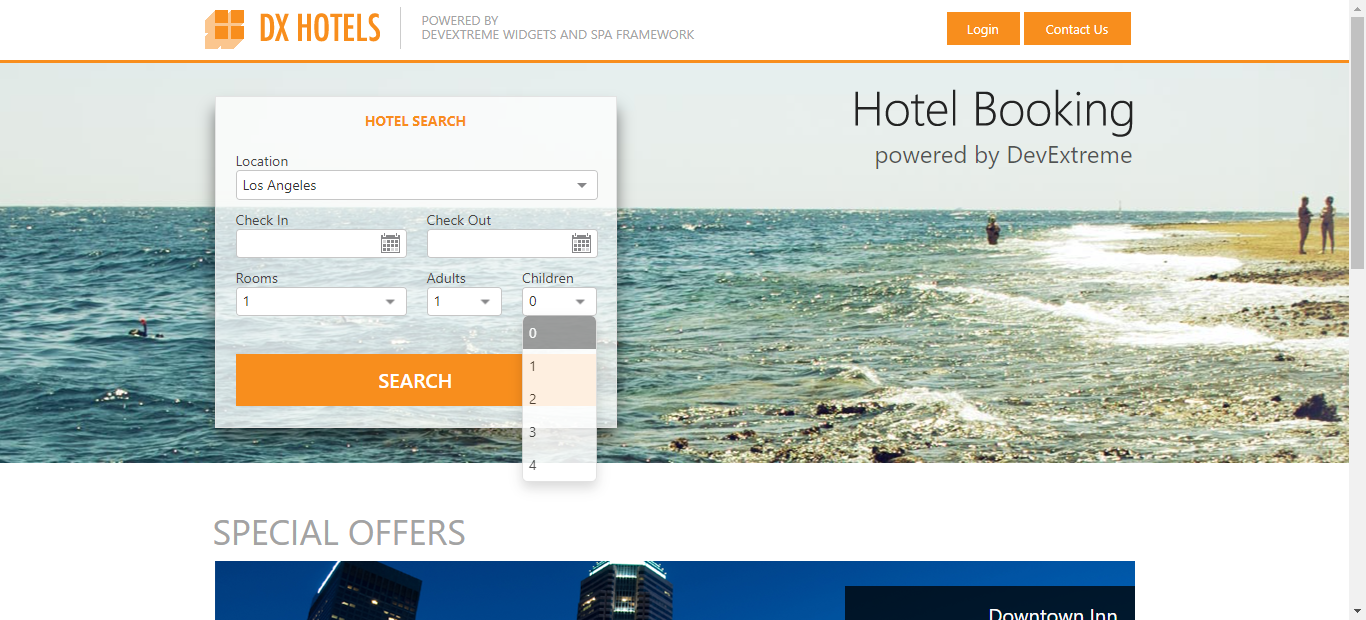 DX HOTELS
POWERED BY
DEVEXTREME WIDGETS AND SPA FRAMEWORK
Login
Contact Us
Hotel Booking
powered by DevExtreme
HOTEL SEARCH
Location
Los Angeles
Check In
Check Out
Rooms
Adults
Children
1
1
0
0
1
2
3
4
SEARCH
SPECIAL OFFERS
Downtown Inn